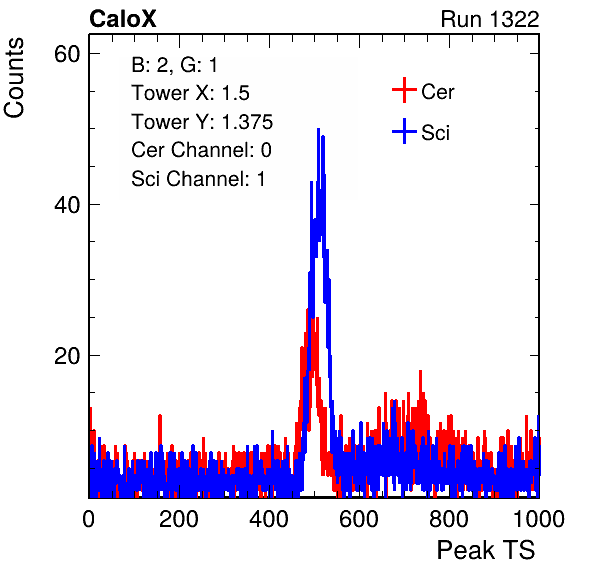 CaloX Run 1322
Counts
60
40
20
B: 2, G: 1
Tower X: 1.5
Tower Y: 1.375
Cer Channel: 0
Sci Channel: 1
Cer
Sci
0 200 400 600 800 1000
Peak TS